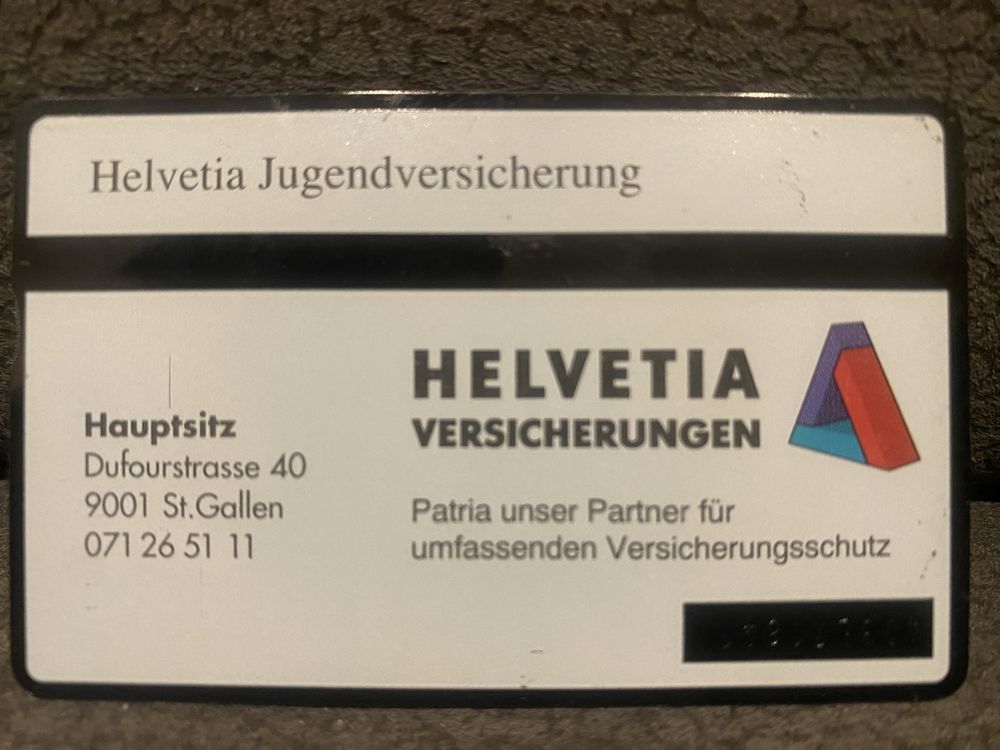 Helvetia Jugendversicherung
HELVETIA
VERSICHERUNGEN
Hauptsitz
Dufourstrasse 40
9001 St.Gallen
071 26 51 11
Patria unser Partner für
umfassenden Versicherungsschutz